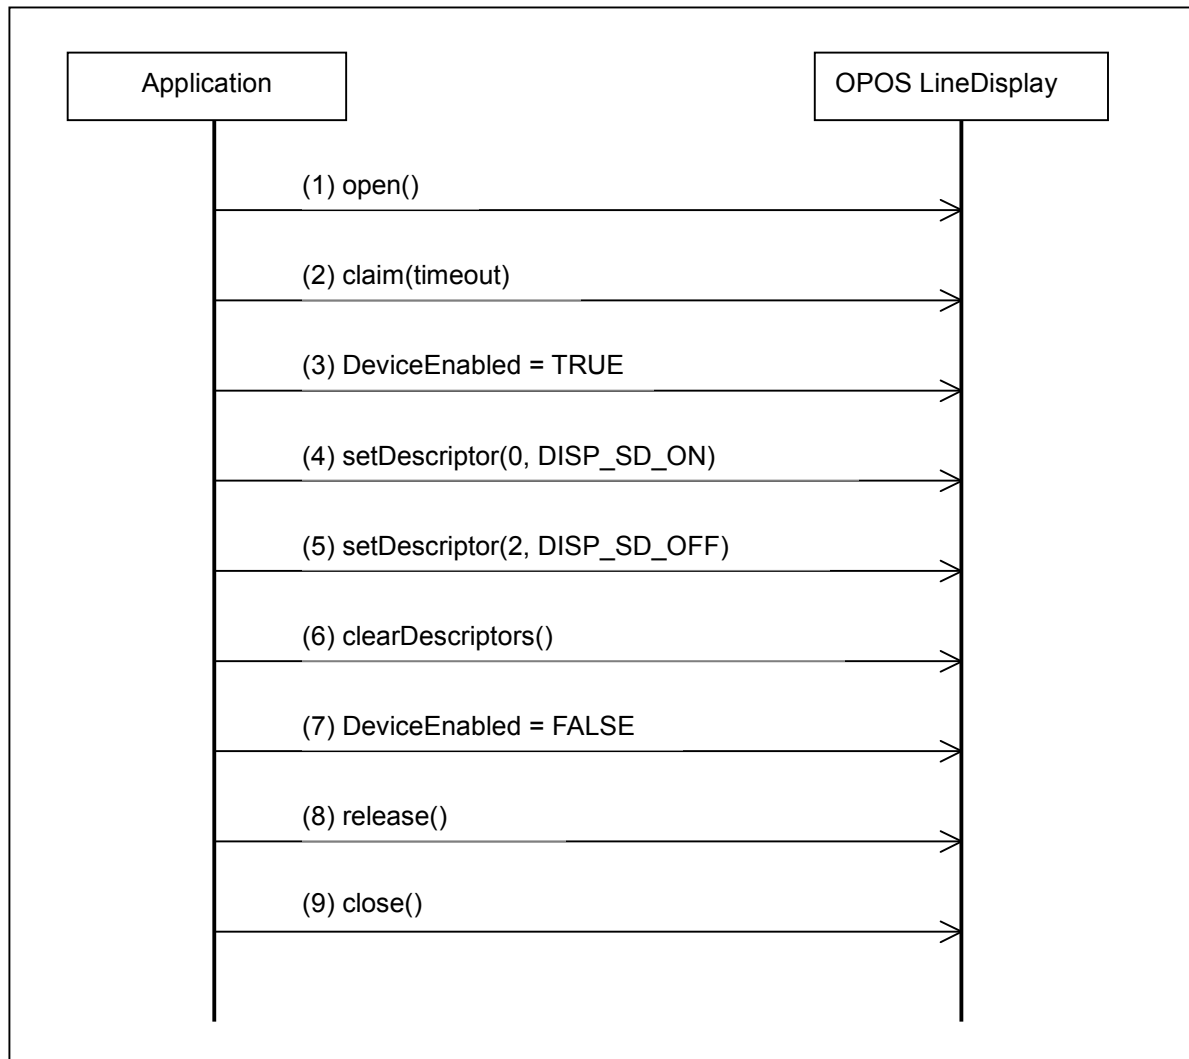 Application
OPOS LineDisplay
(1) open()
(2) claim(timeout)
(3) DeviceEnabled = TRUE
(4) setDescriptor(0, DISP_SD_ON)
(5) setDescriptor(2, DISP_SD_OFF)
(6) clearDescriptors()
(7) DeviceEnabled = FALSE
(8) release()
(9) close()